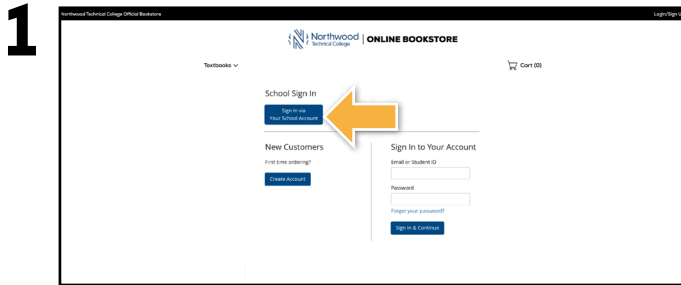 1
Northwood Technical College Official Bookstore
Login/Sign U
Northwood Technical College | ONLINE BOOKSTORE
Textbooks
Cart (0)
School Sign In
Sign In via
Your School Account
New Customers
First time ordering?
Create Account
Sign In to Your Account
Email or Student ID
Password
Forgot your password?
Sign In & Continue